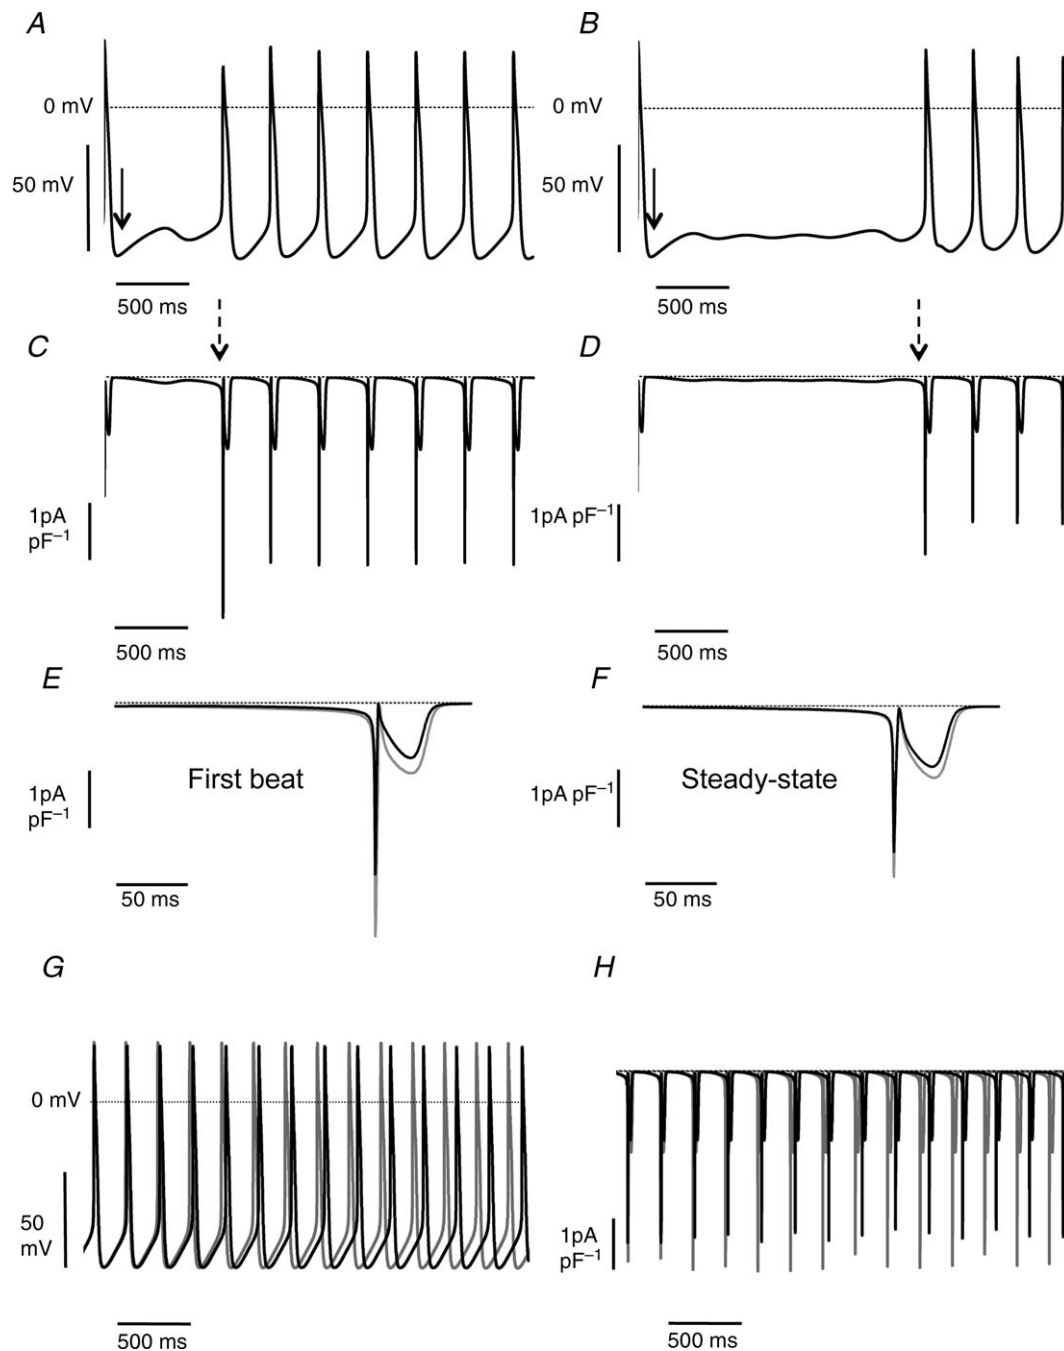 A
B
0 mV
0 mV
50 mV
50 mV
500 ms
500 ms
C
D
1pA
pF⁻¹
1pA pF⁻¹
500 ms
500 ms
E
F
First beat
Steady-state
1pA
pF⁻¹
1pA pF⁻¹
50 ms
50 ms
G
H
0 mV
50
mV
1pA
pF⁻¹
500 ms
500 ms